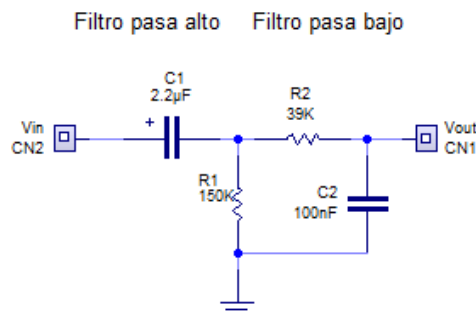 Filtro pasa alto
Filtro pasa bajo
C1
2.2µF
+
R2
39K
Vin
CN2
Vout
CN1
R1
150K
C2
100nF